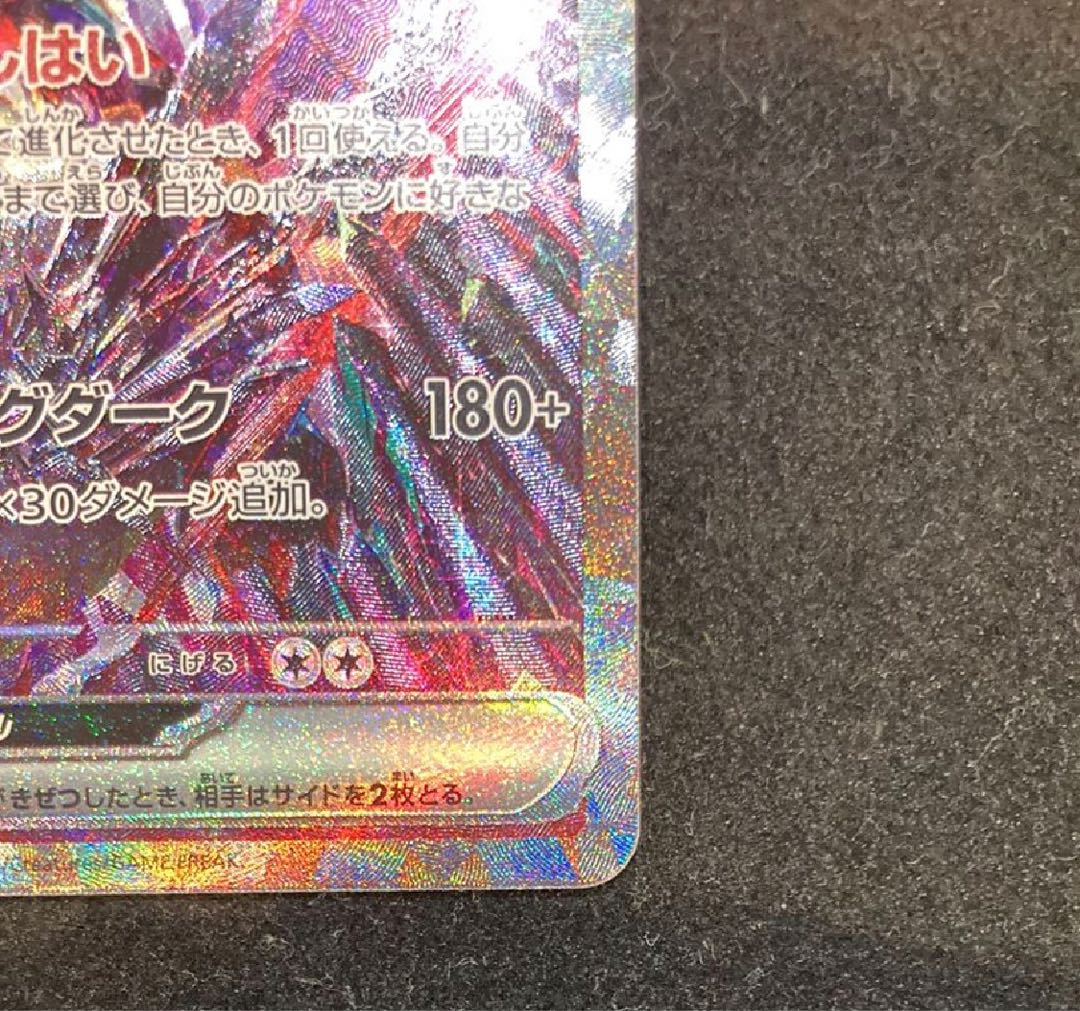 しはい
て進化させたとき、1回使える。自分
まで選び、自分のポケモンに好きな
グダーク 180+
×30ダメージ追加。
にげる
がきぜつしたとき、相手はサイドを2枚とる。
GAME FREAK